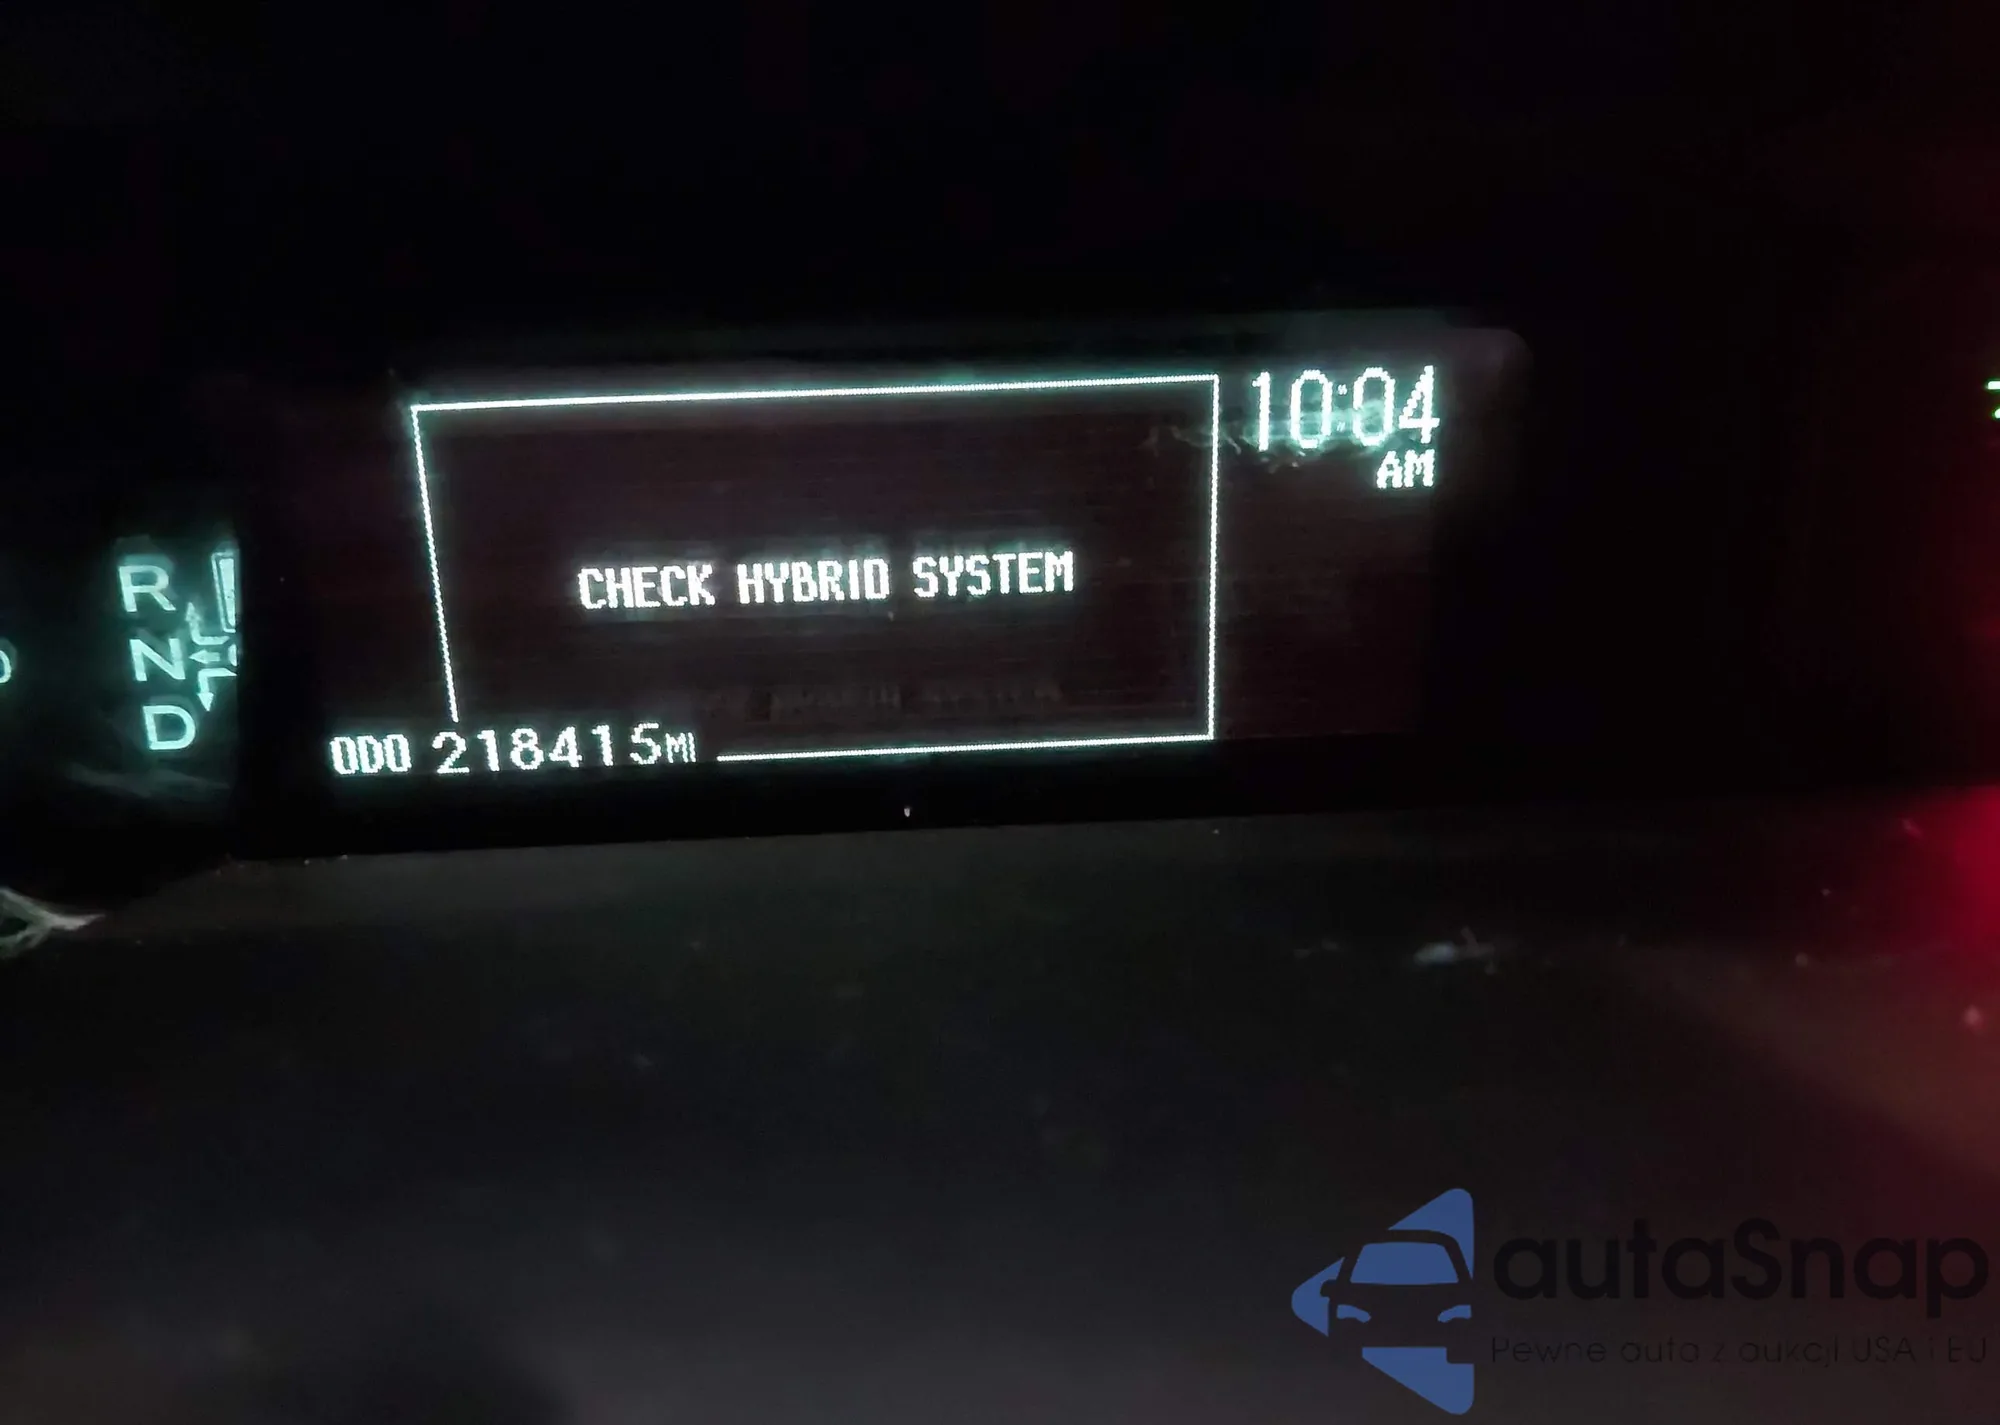 10:04
AM
CHECK HYBRID SYSTEM
R
N
D
ODO 218415MI
autaSnap
Pewne auta z aukcji USA i EU